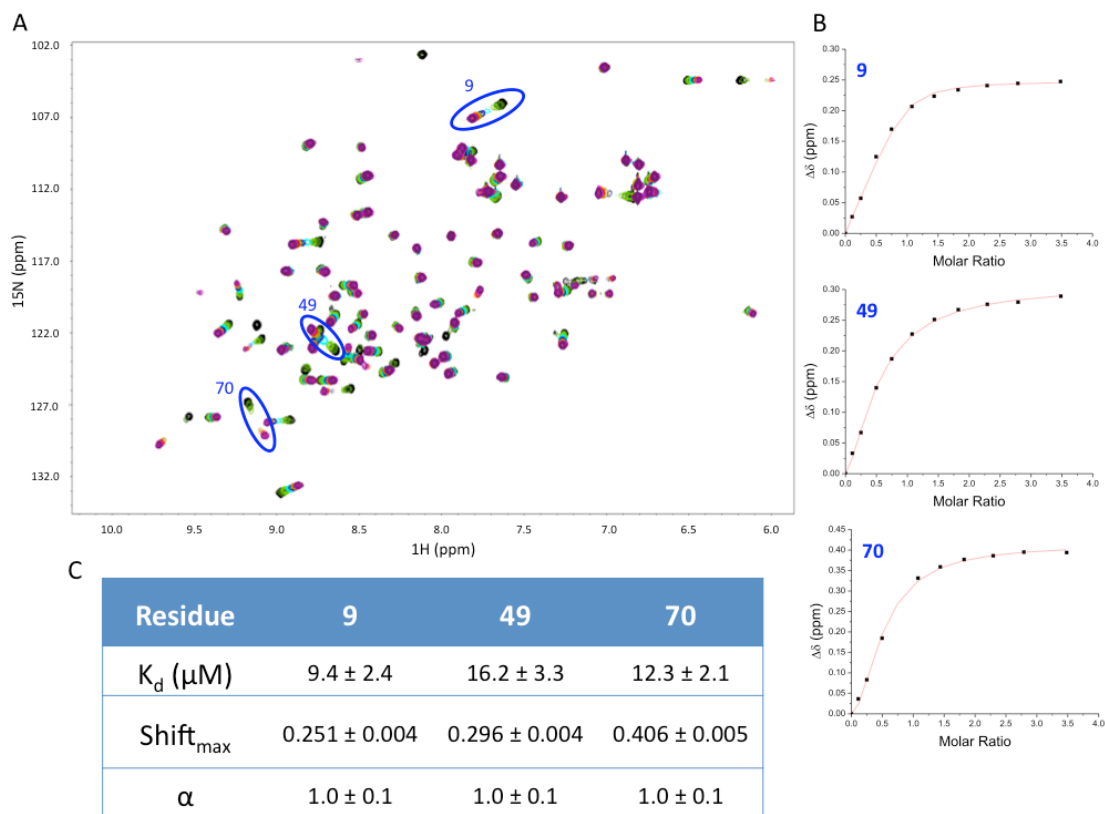 A
102.0
107.0
112.0
117.0
122.0
127.0
132.0
15N (ppm)
9
49
70
10.0 9.5 9.0 8.5 8.0 7.5 7.0 6.5 6.0
1H (ppm)
B
9
0.30
0.25
0.20
0.15
0.10
0.05
0.00
Δδ (ppm)
0.0 0.5 1.0 1.5 2.0 2.5 3.0 3.5 4.0
Molar Ratio
49
0.30
0.25
0.20
0.15
0.10
0.05
0.00
Δδ (ppm)
0.0 0.5 1.0 1.5 2.0 2.5 3.0 3.5 4.0
Molar Ratio
70
0.50
0.45
0.40
0.35
0.30
0.25
0.20
0.15
0.10
0.05
0.00
Δδ (ppm)
0.0 0.5 1.0 1.5 2.0 2.5 3.0 3.5 4.0
Molar Ratio
C
Residue 9 49 70
Kd (μM) 9.4 ± 2.4 16.2 ± 3.3 12.3 ± 2.1
Shiftmax 0.251 ± 0.004 0.296 ± 0.004 0.406 ± 0.005
α 1.0 ± 0.1 1.0 ± 0.1 1.0 ± 0.1